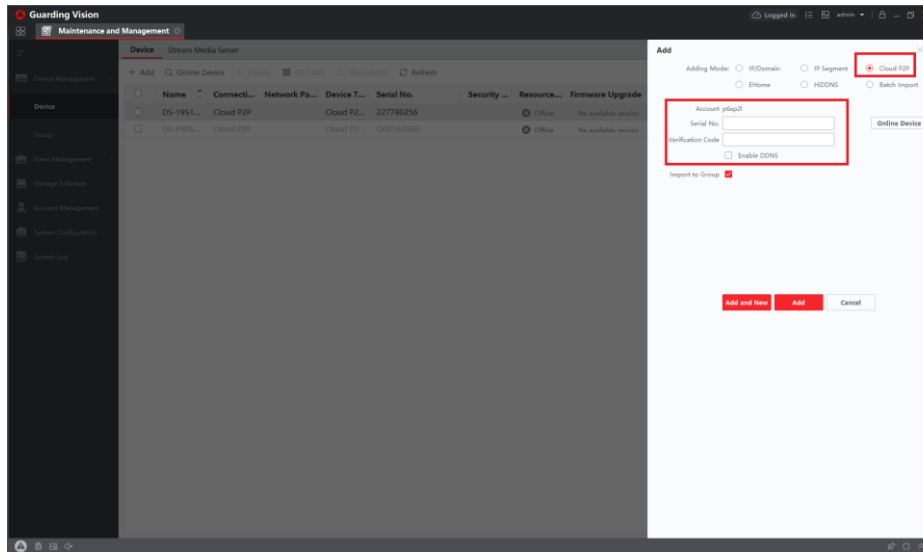 Guarding Vision
Logged in
admin
Maintenance and Management
Device
Stream Media Server
Add
Online Device
Delete
QR Code
Refresh
Name
Connecti...
Network Pa...
Device T...
Serial No.
Security ...
Resource...
Firmware Upgrade
DS-19S1...
Cloud P2P
Cloud P2...
227780256
Offline
No available version
DS-PWA...
Cloud P2P
Cloud P2...
Offline
No available version
Device Management
Device
Group
Event Management
Storage Schedule
Account Management
System Configuration
System Log
Add
Adding Mode:
IP/Domain
IP Segment
Cloud P2P
EHome
HiDDNS
Batch Import
Account
Serial No.
Online Device
Verification Code
Enable DDNS
Import to Group
Add and New
Add
Cancel